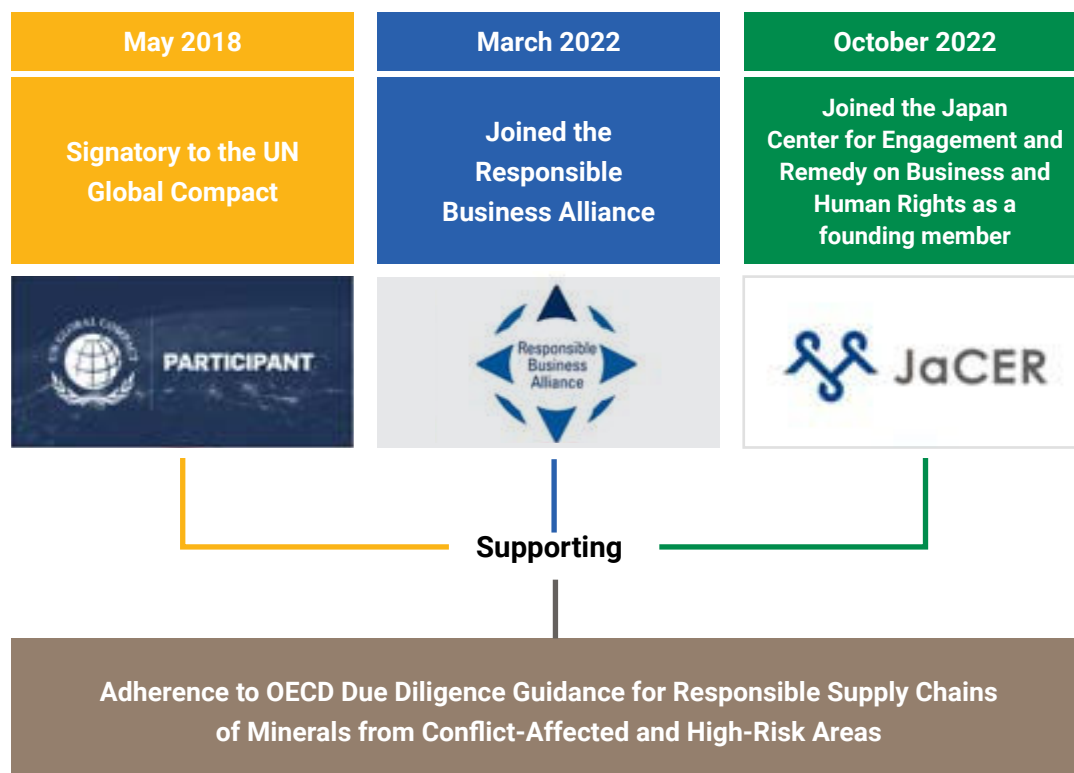 May 2018
Signatory to the UN
Global Compact
UN GLOBAL COMPACT
PARTICIPANT
March 2022
Joined the
Responsible
Business Alliance
Responsible
Business
Alliance
October 2022
Joined the Japan
Center for Engagement and
Remedy on Business and
Human Rights as a
founding member
JaCER
Supporting
Adherence to OECD Due Diligence Guidance for Responsible Supply Chains
of Minerals from Conflict-Affected and High-Risk Areas